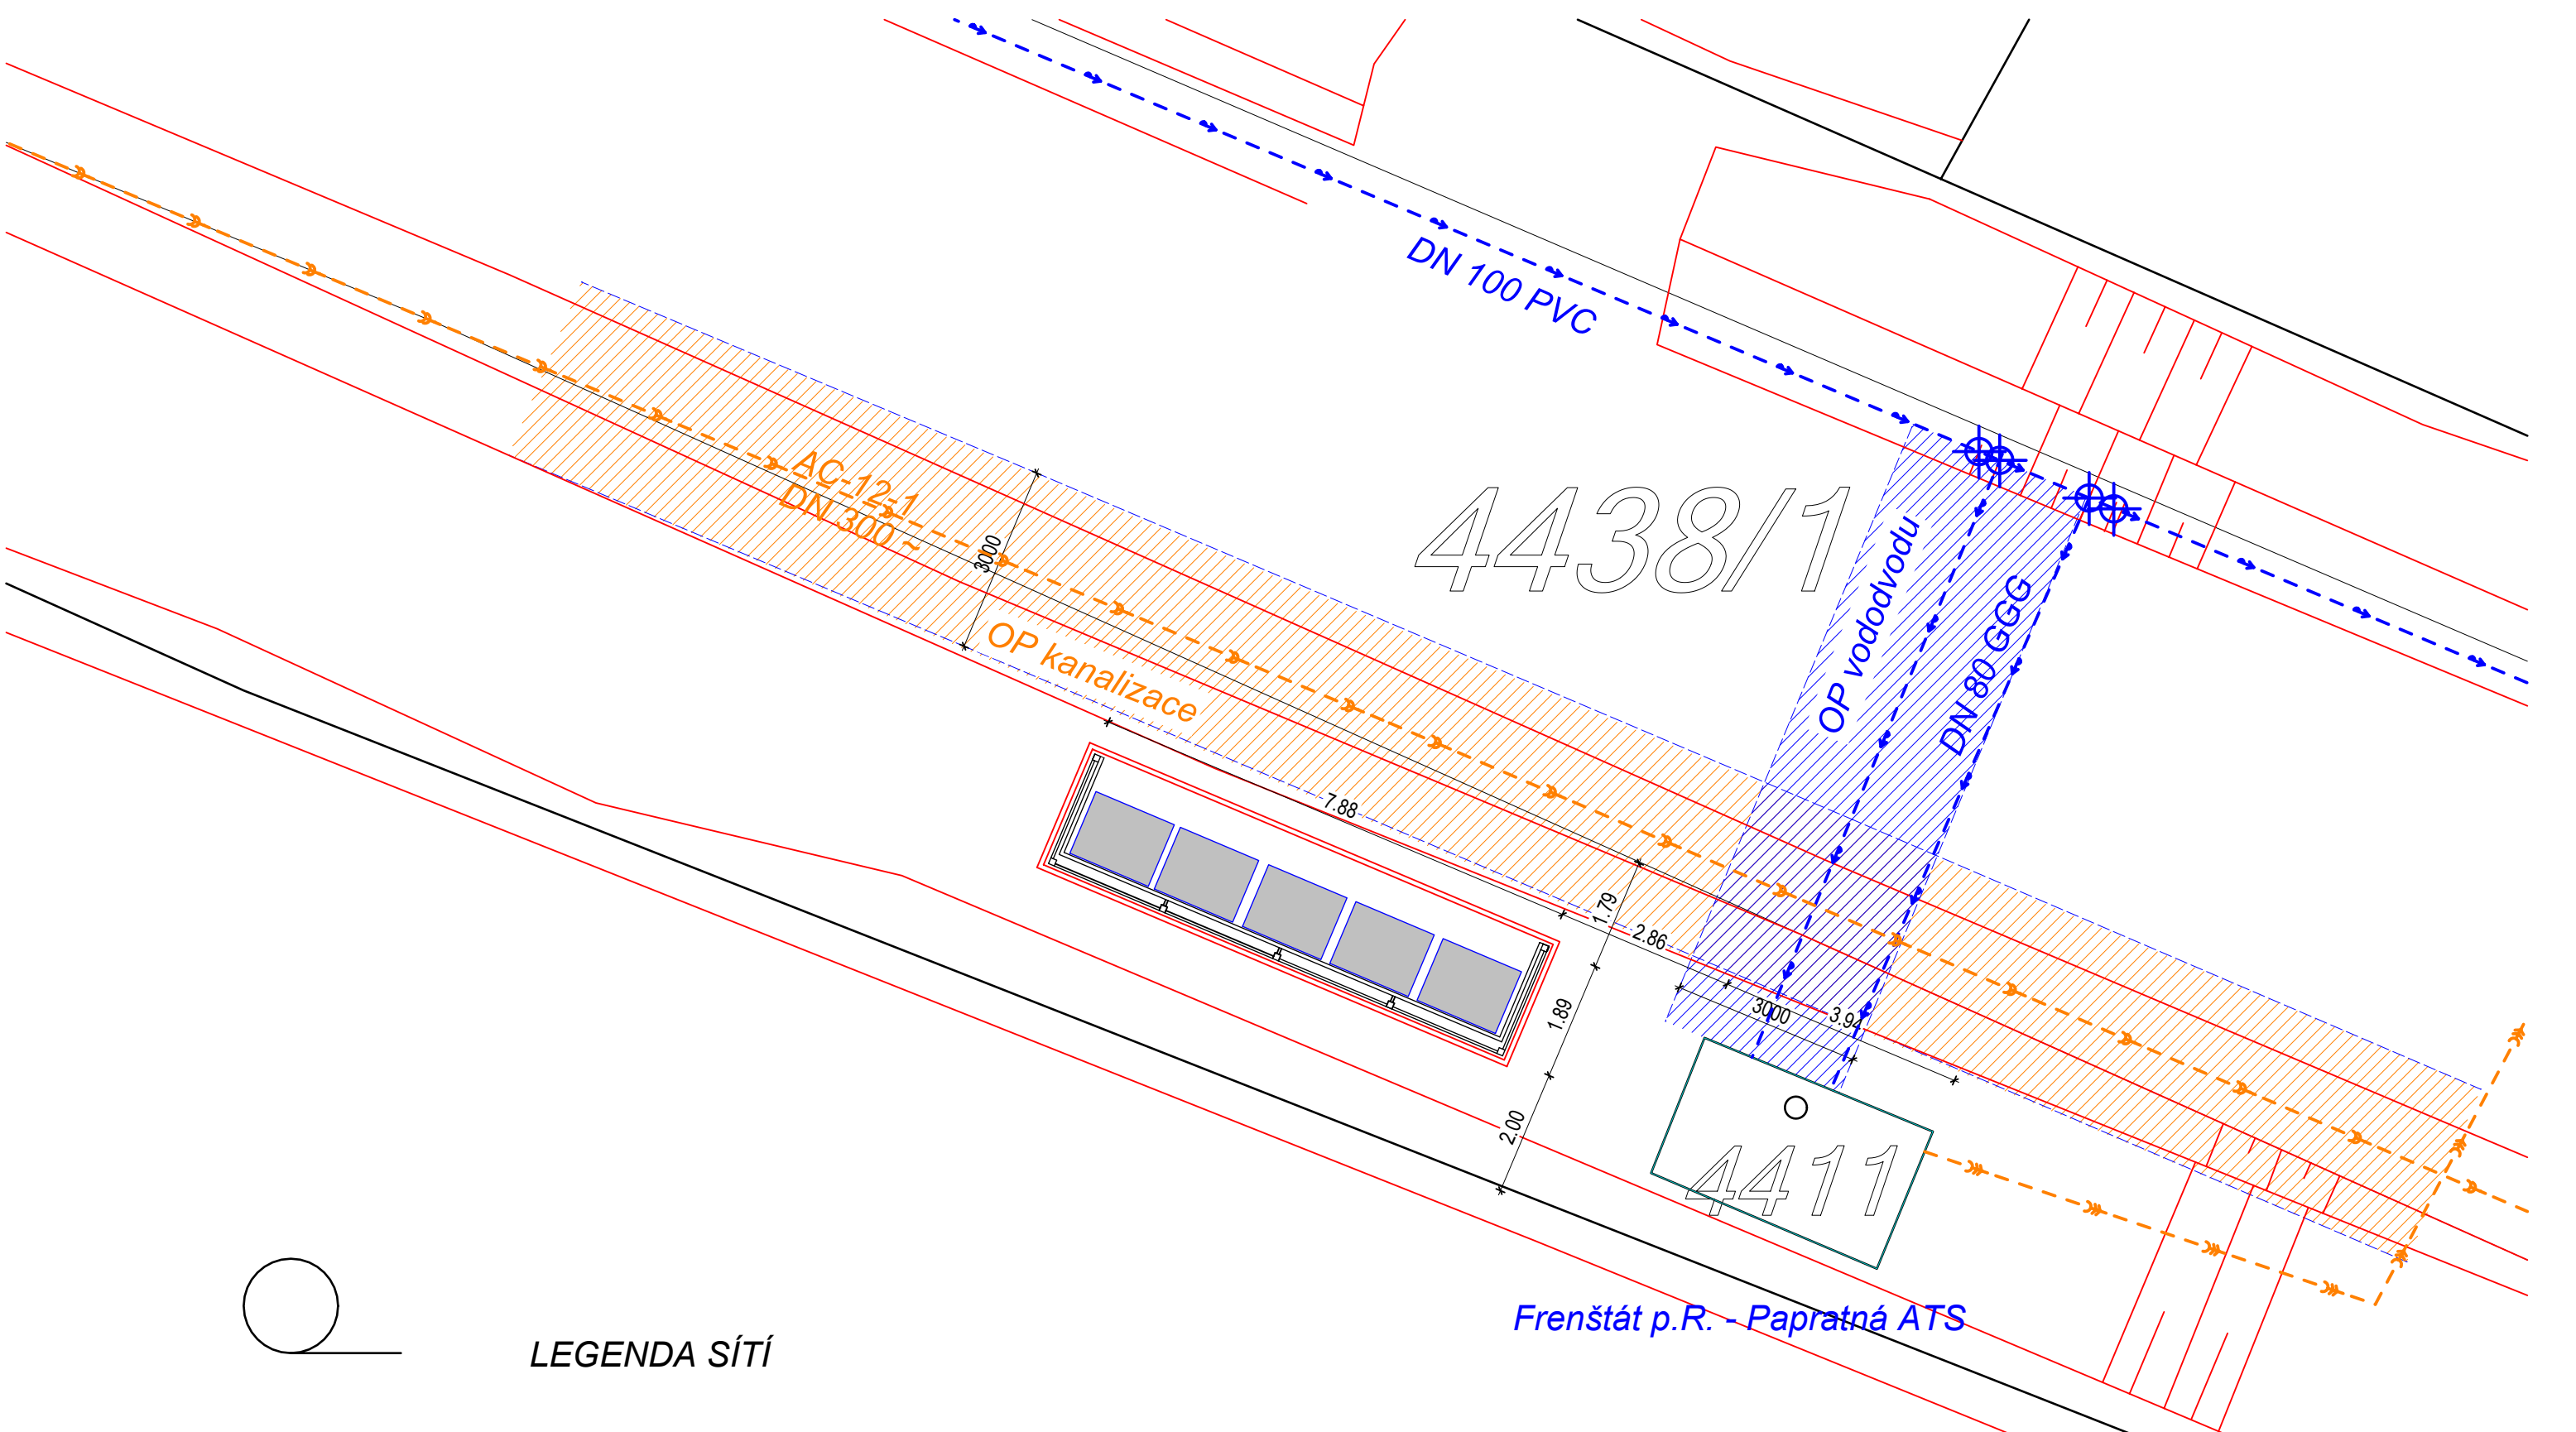 DN 100 PVC
AC-12-1
DN 300 ~
3000
4438/1
OP vodovodu
DN 80 GGG
OP kanalizace
7.88
1.79
2.86
1.89
3000
3.94
2.00
4411
Frenštát p.R. - Papratná ATS
LEGENDA SÍTÍ